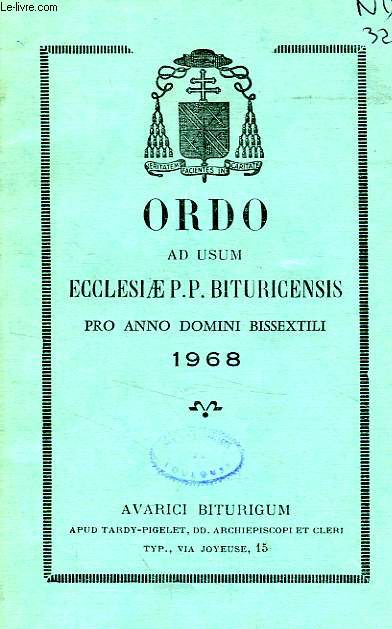 Le-livre.com
VERITATEM FACIENTES IN CARITATE
ORDO
AD USUM
ECCLESIÆ P.P. BITURICENSIS
PRO ANNO DOMINI BISSEXTILI
1968
AVARICI BITURIGUM
APUD TARDY-PIGELET, DD. ARCHIEPISCOPI ET CLERI
TYP., VIA JOYEUSE, 15